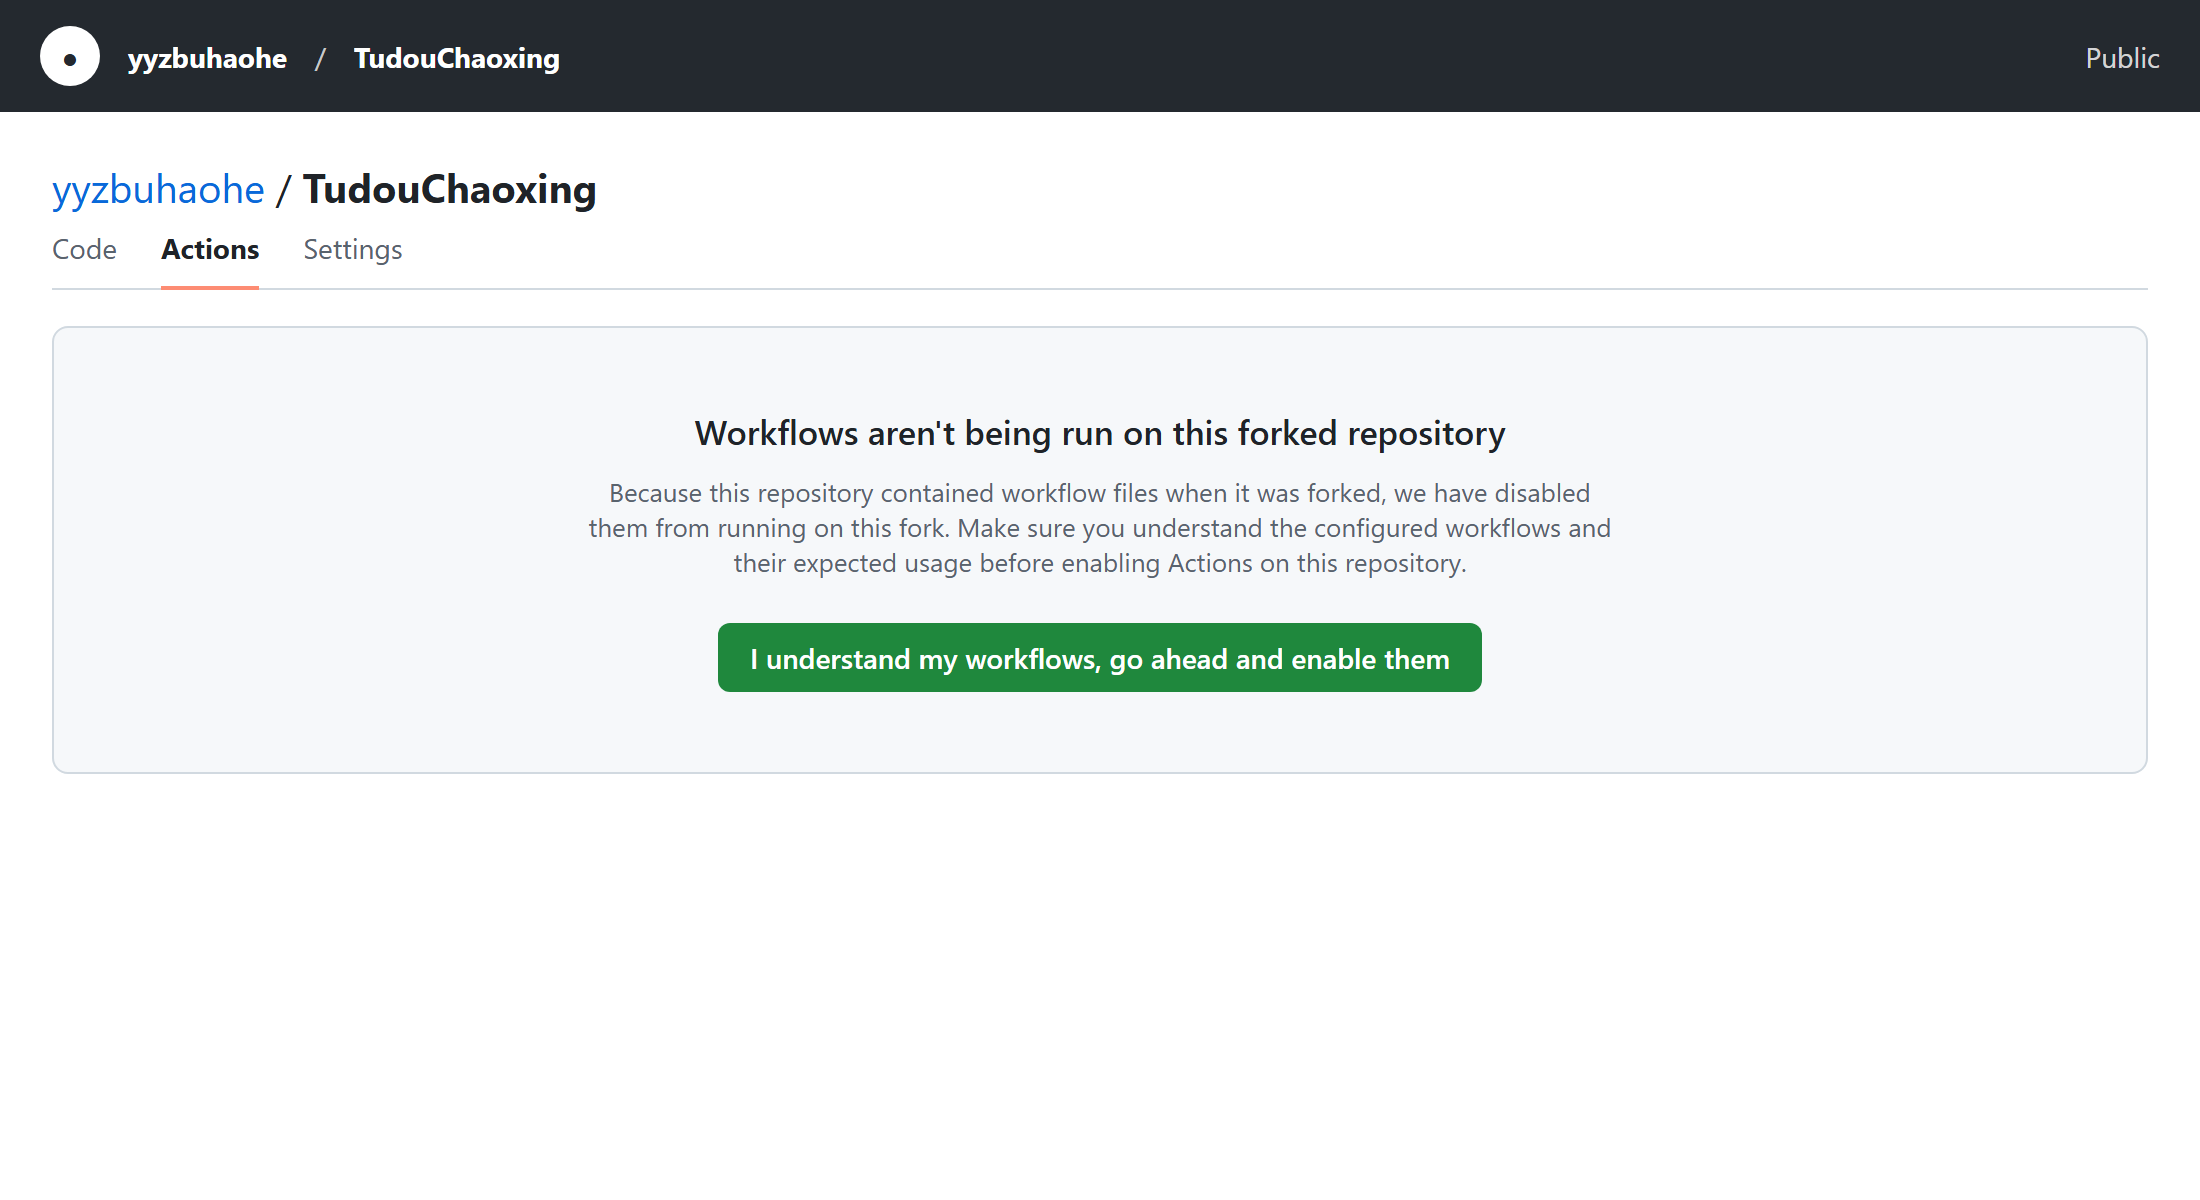 yyzbuhaohe / TudouChaoxing Public
yyzbuhaohe / TudouChaoxing
Code Actions Settings
Workflows aren't being run on this forked repository
Because this repository contained workflow files when it was forked, we have disabled
them from running on this fork. Make sure you understand the configured workflows and
their expected usage before enabling Actions on this repository.
I understand my workflows, go ahead and enable them